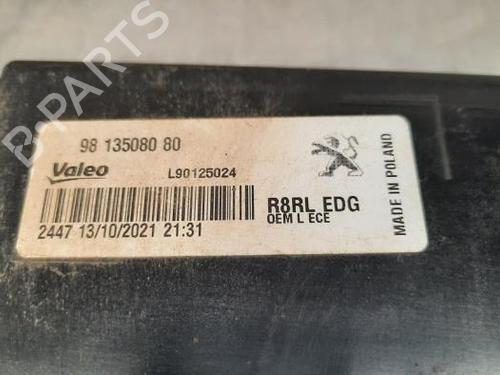 98 135080 80
Valeo
L90125024
R8RL EDG
OEM L ECE
2447 13/10/2021 21:31
MADE IN POLAND
B-PARTS